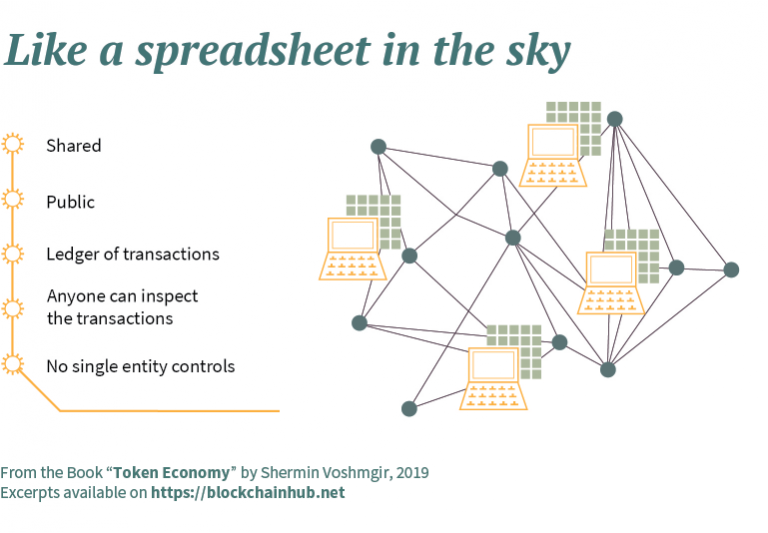 Like a spreadsheet in the sky
Shared
Public
Ledger of transactions
Anyone can inspect
the transactions
No single entity controls
From the Book “Token Economy” by Shermin Voshmgir, 2019
Excerpts available on https://blockchainhub.net